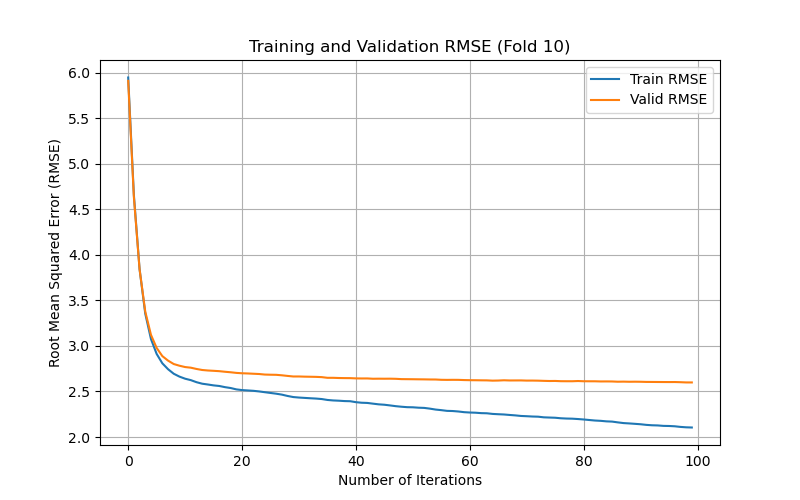 Training and Validation RMSE (Fold 10)
Train RMSE
Valid RMSE
Root Mean Squared Error (RMSE)
6.0
5.5
5.0
4.5
4.0
3.5
3.0
2.5
2.0
0 20 40 60 80 100
Number of Iterations